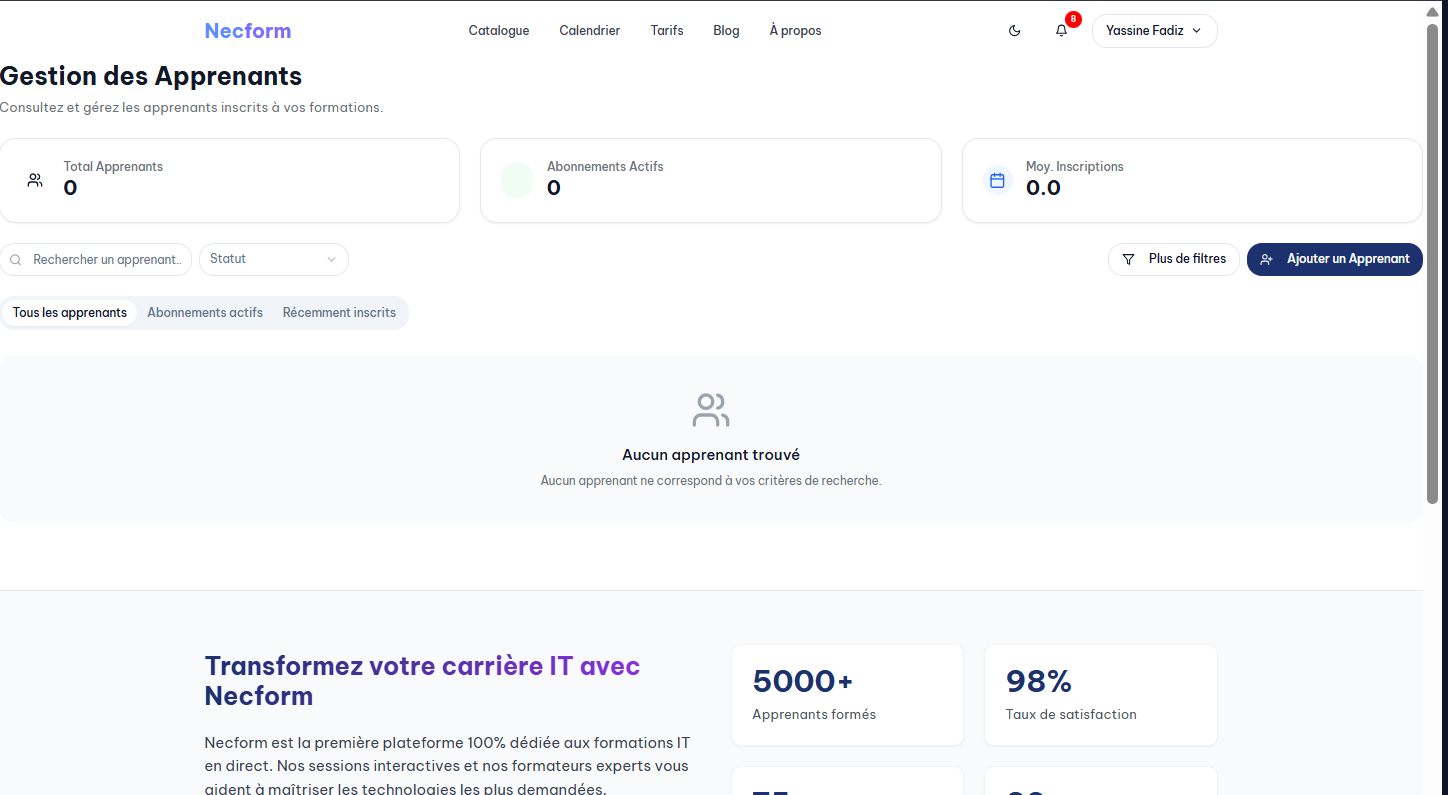 Necform
Catalogue
Calendrier
Tarifs
Blog
À propos
8
Yassine Fadiz
Gestion des Apprenants
Consultez et gérez les apprenants inscrits à vos formations.
Total Apprenants
0
Abonnements Actifs
0
Moy. Inscriptions
0.0
Rechercher un apprenant..
Statut
Plus de filtres
Ajouter un Apprenant
Tous les apprenants
Abonnements actifs
Récemment inscrits
Aucun apprenant trouvé
Aucun apprenant ne correspond à vos critères de recherche.
Transformez votre carrière IT avec
Necform
Necform est la première plateforme 100% dédiée aux formations IT
en direct. Nos sessions interactives et nos formateurs experts vous
aident à maîtriser les technologies les plus demandées.
5000+
Apprenants formés
98%
Taux de satisfaction